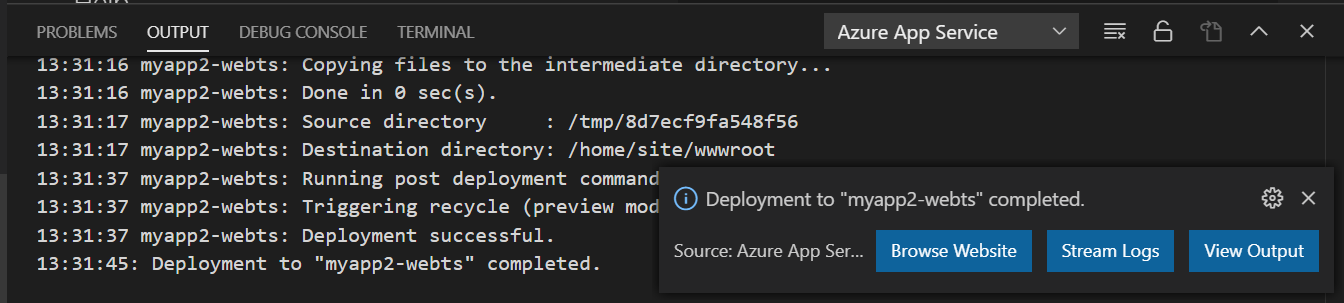 PROBLEMS OUTPUT DEBUG CONSOLE TERMINAL Azure App Service
13:31:16 myapp2-webts: Copying files to the intermediate directory...
13:31:16 myapp2-webts: Done in 0 sec(s).
13:31:17 myapp2-webts: Source directory     : /tmp/8d7ecf9fa548f56
13:31:17 myapp2-webts: Destination directory: /home/site/wwwroot
13:31:37 myapp2-webts: Running post deployment command
13:31:37 myapp2-webts: Triggering recycle (preview mod
13:31:37 myapp2-webts: Deployment successful.
13:31:45: Deployment to "myapp2-webts" completed.
Deployment to "myapp2-webts" completed.
Source: Azure App Ser... Browse Website Stream Logs View Output